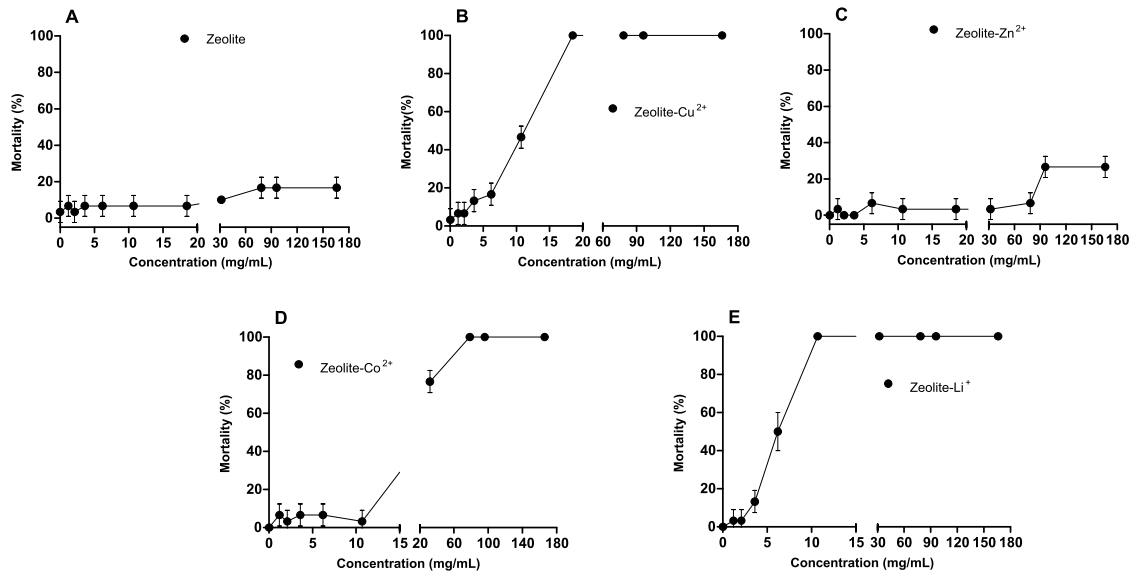 A
Zeolite
Mortality (%)
100
80
60
40
20
0
0 5 10 15 20 30 60 90 120 150 180
Concentration (mg/mL)
B
Zeolite-Cu2+
Mortality(%)
100
80
60
40
20
0
0 5 10 15 20 60 80 100 120 140 160 180
Concentration (mg/mL)
C
Zeolite-Zn2+
Mortality (%)
100
80
60
40
20
0
0 5 10 15 20 30 60 90 120 150 180
Concentration (mg/mL)
D
Zeolite-Co2+
Mortality (%)
100
80
60
40
20
0
0 5 10 15 20 60 100 140 180
Concentration (mg/mL)
E
Zeolite-Li+
Mortality (%)
100
80
60
40
20
0
0 5 10 15 30 60 90 120 150 180
Concentration (mg/mL)